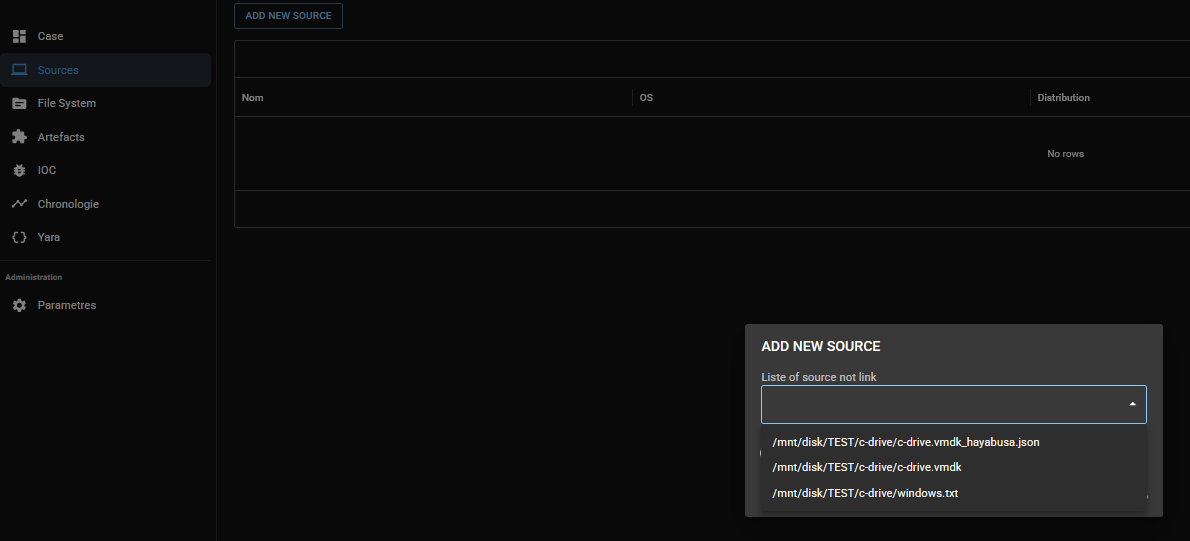 ADD NEW SOURCE
Case
Sources
File System
Artefacts
IOC
Chronologie
Yara
Administration
Parametres
Nom OS Distribution
No rows
ADD NEW SOURCE
Liste of source not link
/mnt/disk/TEST/c-drive/c-drive.vmdk_hayabusa.json
/mnt/disk/TEST/c-drive/c-drive.vmdk
/mnt/disk/TEST/c-drive/windows.txt